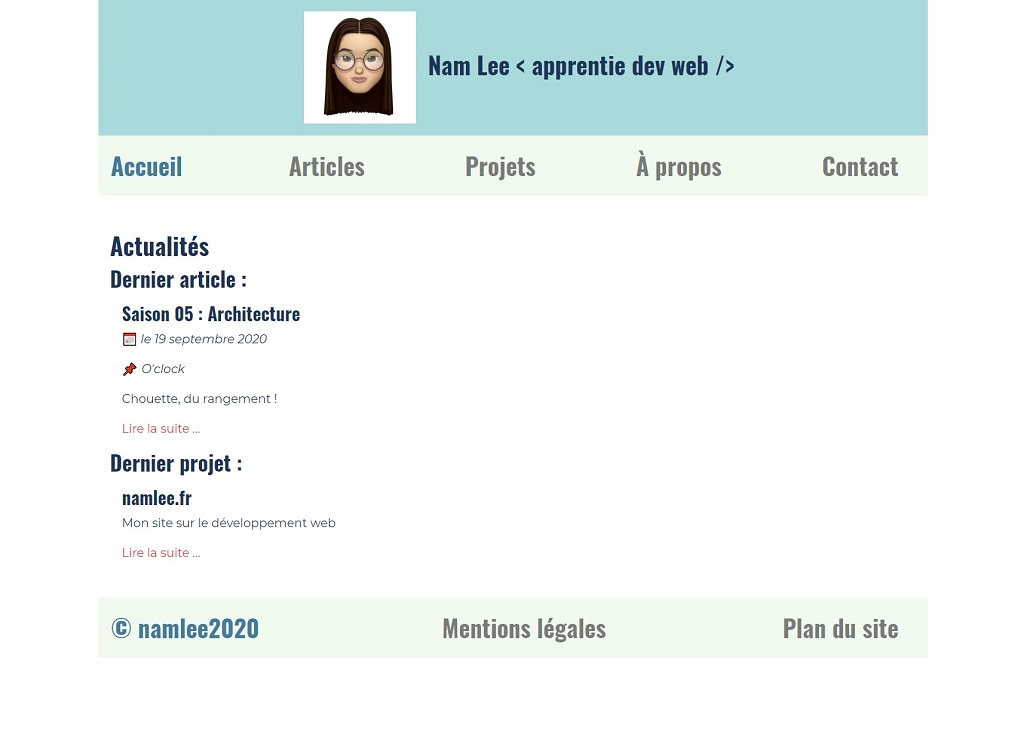 Nam Lee < apprentie dev web />
Accueil Articles Projets À propos Contact
Actualités
Dernier article :
Saison 05 : Architecture
le 19 septembre 2020
O'clock
Chouette, du rangement !
Lire la suite ...
Dernier projet :
namlee.fr
Mon site sur le développement web
Lire la suite ...
© namlee2020 Mentions légales Plan du site